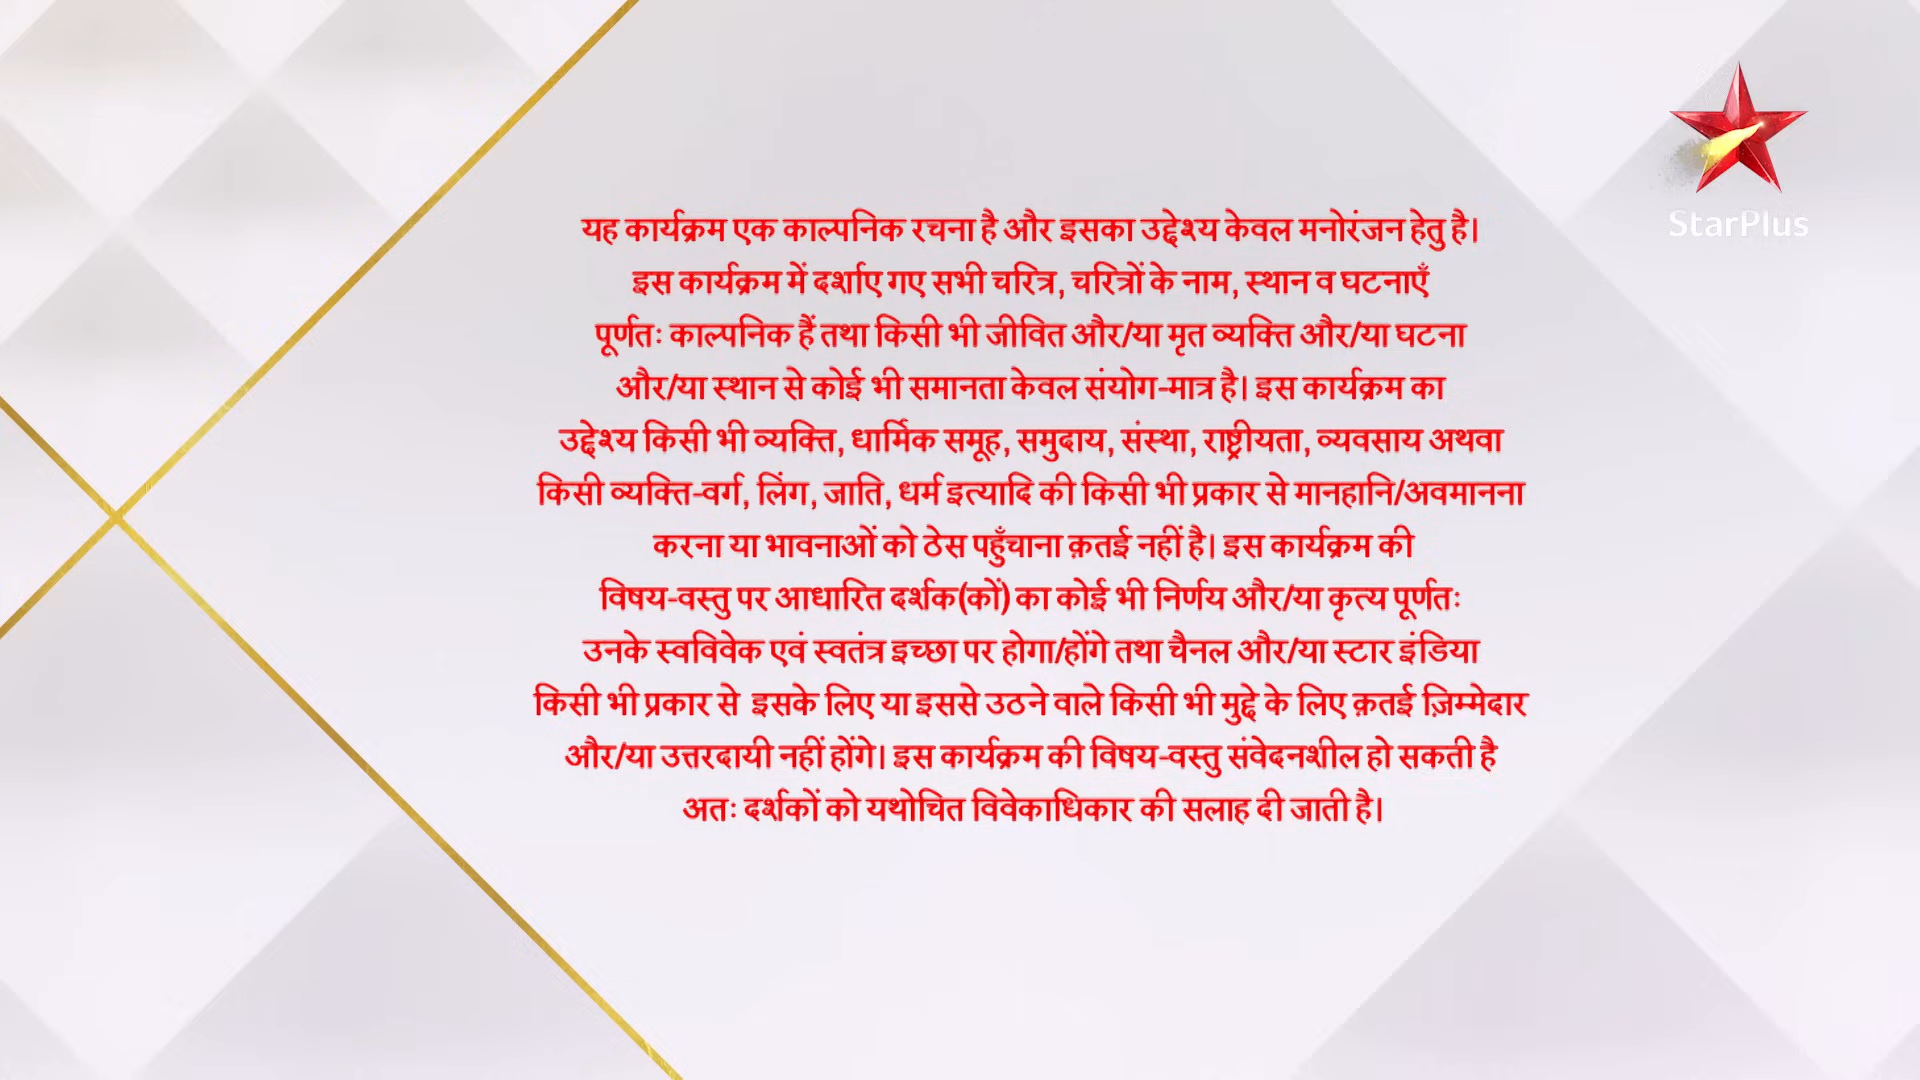 StarPlus
यह कार्यक्रम एक काल्पनिक रचना है और इसका उद्देश्य केवल मनोरंजन हेतु है।
इस कार्यक्रम में दर्शाए गए सभी चरित्र, चरित्रों के नाम, स्थान व घटनाएँ
पूर्णतः काल्पनिक हैं तथा किसी भी जीवित और/या मृत व्यक्ति और/या घटना
और/या स्थान से कोई भी समानता केवल संयोग-मात्र है। इस कार्यक्रम का
उद्देश्य किसी भी व्यक्ति, धार्मिक समूह, समुदाय, संस्था, राष्ट्रीयता, व्यवसाय अथवा
किसी व्यक्ति-वर्ग, लिंग, जाति, धर्म इत्यादि की किसी भी प्रकार से मानहानि/अवमानना
करना या भावनाओं को ठेस पहुँचाना क़तई नहीं है। इस कार्यक्रम की
विषय-वस्तु पर आधारित दर्शक(कों) का कोई भी निर्णय और/या कृत्य पूर्णतः
उनके स्वविवेक एवं स्वतंत्र इच्छा पर होगा/होंगे तथा चैनल और/या स्टार इंडिया
किसी भी प्रकार से इसके लिए या इससे उठने वाले किसी भी मुद्दे के लिए क़तई ज़िम्मेदार
और/या उत्तरदायी नहीं होंगे। इस कार्यक्रम की विषय-वस्तु संवेदनशील हो सकती है
अतः दर्शकों को यथोचित विवेकाधिकार की सलाह दी जाती है।